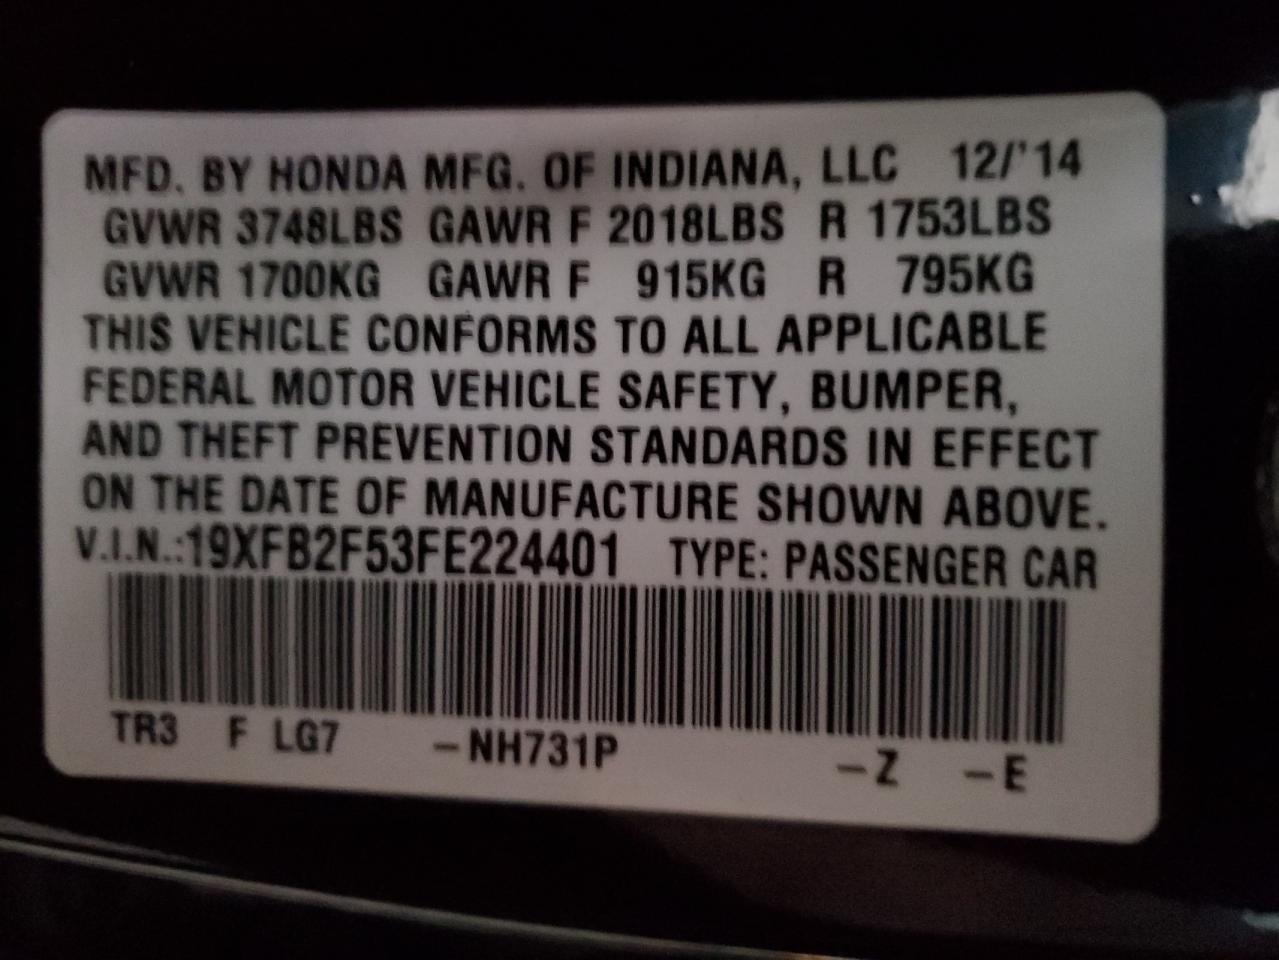 MFD. BY HONDA MFG. OF INDIANA, LLC 12/'14
GVWR 3748LBS GAWR F 2018LBS R 1753LBS
GVWR 1700KG GAWR F 915KG R 795KG
THIS VEHICLE CONFORMS TO ALL APPLICABLE
FEDERAL MOTOR VEHICLE SAFETY, BUMPER,
AND THEFT PREVENTION STANDARDS IN EFFECT
ON THE DATE OF MANUFACTURE SHOWN ABOVE.
V.I.N.:19XFB2F53FE224401 TYPE: PASSENGER CAR
TR3 F LG7 -NH731P -Z -E